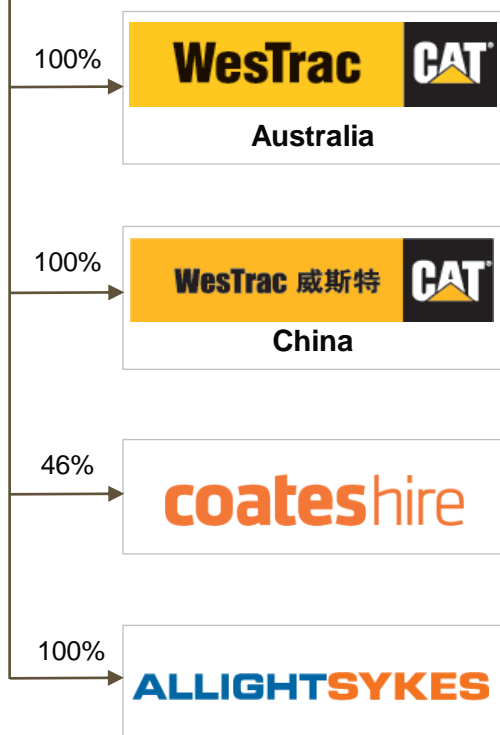 100%
WesTrac CAT
Australia
100%
WesTrac 威斯特 CAT
China
46%
coateshire
100%
ALLIGHTSYKES